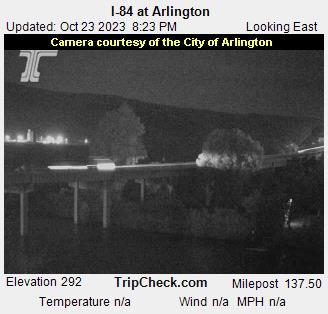 I-84 at Arlington
Updated: Oct 23 2023 8:23 PM Looking East
Camera courtesy of the City of Arlington
Elevation 292 TripCheck.com Milepost 137.50
Temperature n/a Wind n/a MPH n/a